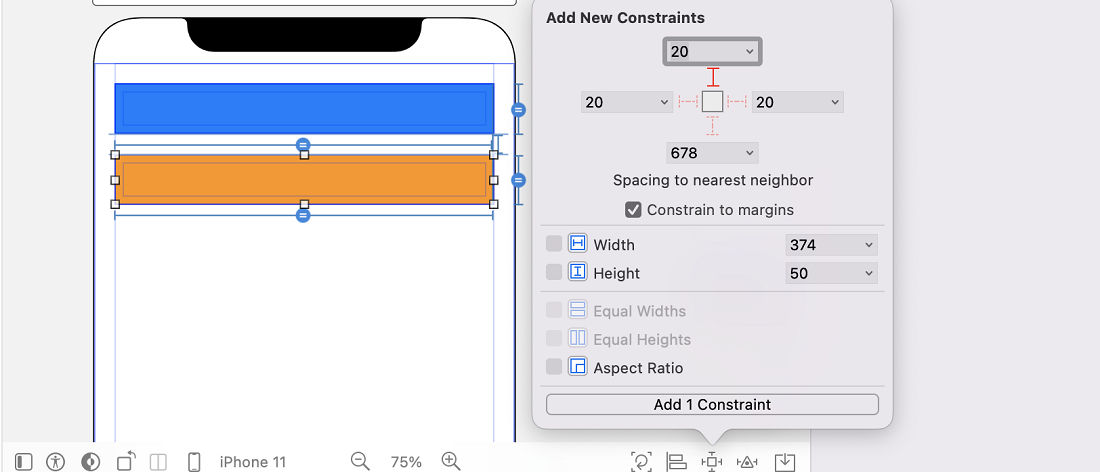 Add New Constraints
20
20 20
678
Spacing to nearest neighbor
Constrain to margins
Width 374
Height 50
Equal Widths
Equal Heights
Aspect Ratio
Add 1 Constraint
iPhone 11 75%